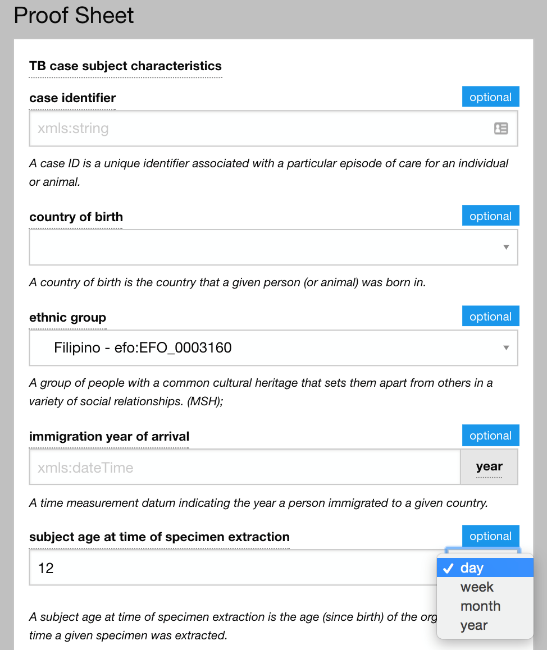 Proof Sheet
TB case subject characteristics
case identifier
optional
xmls:string
A case ID is a unique identifier associated with a particular episode of care for an individual
or animal.
country of birth
optional
A country of birth is the country that a given person (or animal) was born in.
ethnic group
optional
Filipino - efo:EFO_0003160
A group of people with a common cultural heritage that sets them apart from others in a
variety of social relationships. (MSH);
immigration year of arrival
optional
xmls:dateTime
year
A time measurement datum indicating the year a person immigrated to a given country.
subject age at time of specimen extraction
optional
12
day
week
month
year
A subject age at time of specimen extraction is the age (since birth) of the
time a given specimen was extracted.